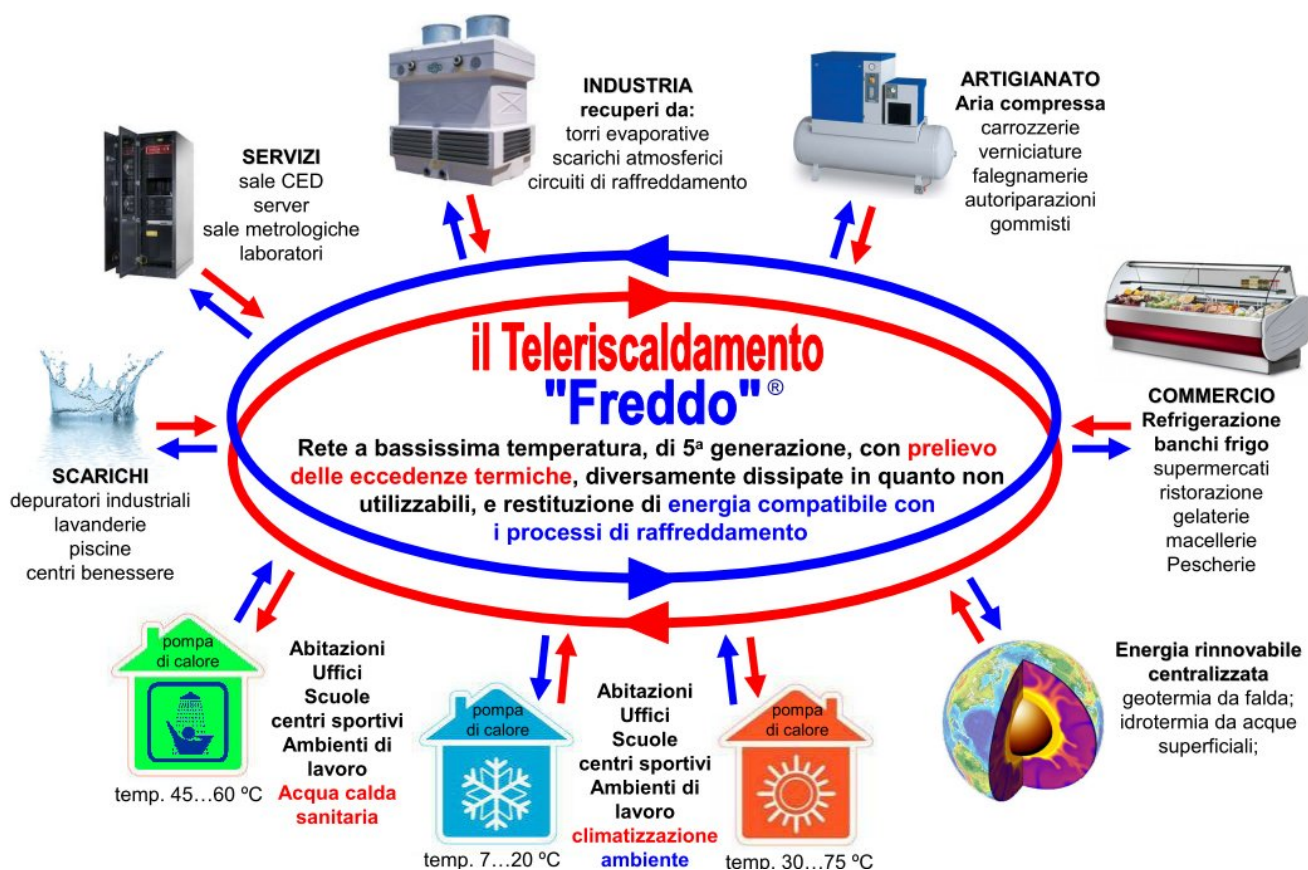 INDUSTRIA
recuperi da:
torri evaporative
scarichi atmosferici
circuiti di raffreddamento
ARTIGIANATO
Aria compressa
carrozzerie
verniciature
falegnamerie
autoriparazioni
gommisti
SERVIZI
sale CED
server
sale metrologiche
laboratori
il Teleriscaldamento
"Freddo"®
Rete a bassissima temperatura, di 5ª generazione, con prelievo
delle eccedenze termiche, diversamente dissipate in quanto non
utilizzabili, e restituzione di energia compatibile con
i processi di raffreddamento
COMMERCIO
Refrigerazione
banchi frigo
supermercati
ristorazione
gelaterie
macellerie
Pescherie
SCARICHI
depuratori industriali
lavanderie
piscine
centri benessere
pompa
di calore
temp. 45…60 ºC
Abitazioni
Uffici
Scuole
centri sportivi
Ambienti di
lavoro
Acqua calda
sanitaria
pompa
di calore
temp. 7…20 ºC
Abitazioni
Uffici
Scuole
centri sportivi
Ambienti di
lavoro
climatizzazione
ambiente
pompa
di calore
temp. 30…75 ºC
Energia rinnovabile
centralizzata
geotermia da falda;
idrotermia da acque
superficiali;